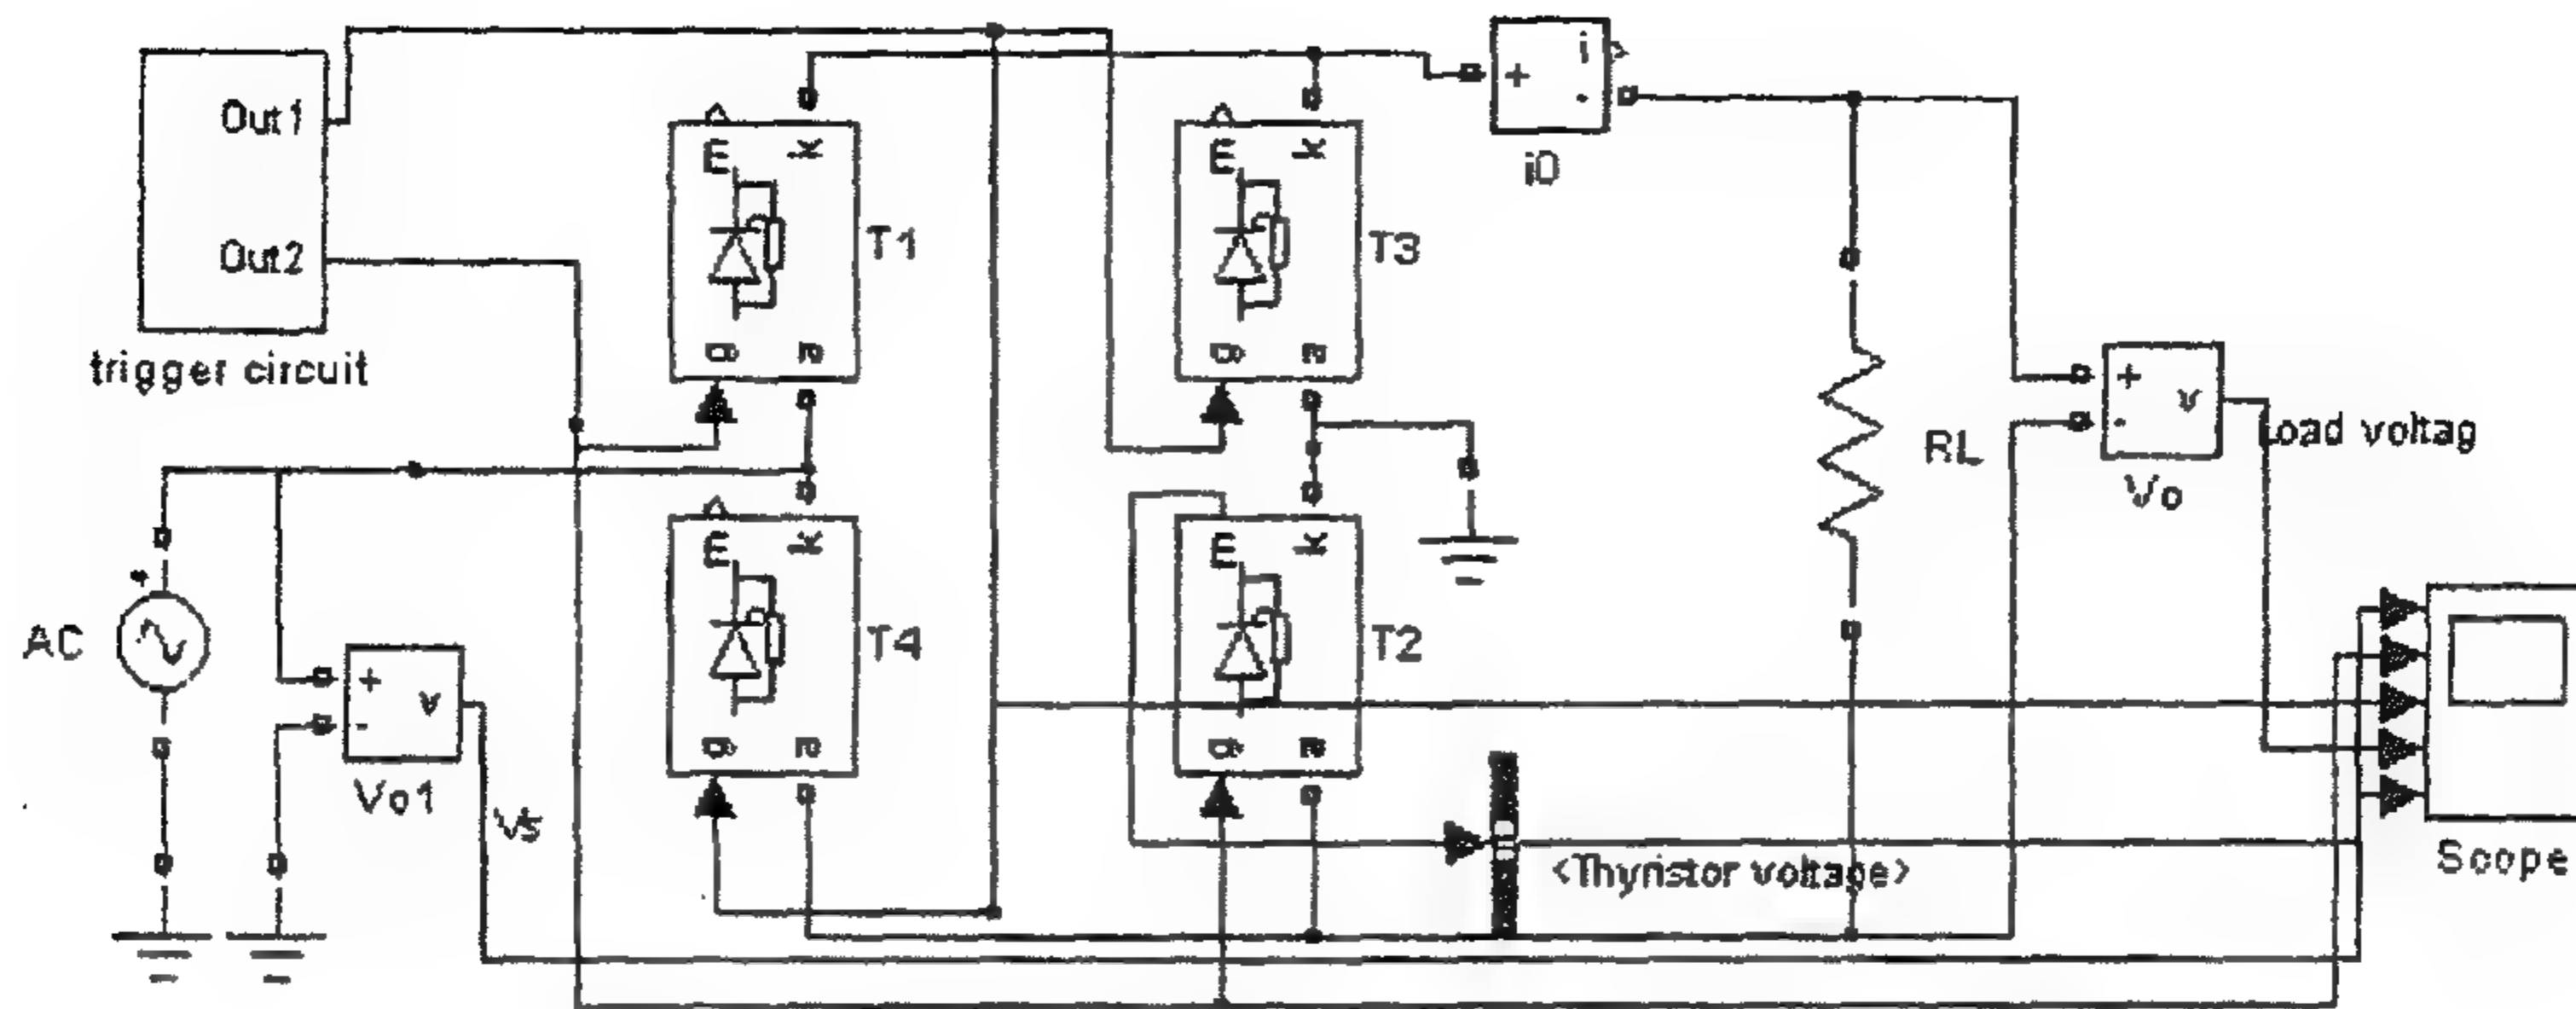 Out1
Out2
trigger circuit
m k
T1
g a
m k
T3
g a
+ i
-
i0
RL
+ v
-
Vo
Load voltag
AC
+ v
-
Vo1
Vs
m k
T4
g a
m k
T2
g a
<Thyristor voltage>
Scope